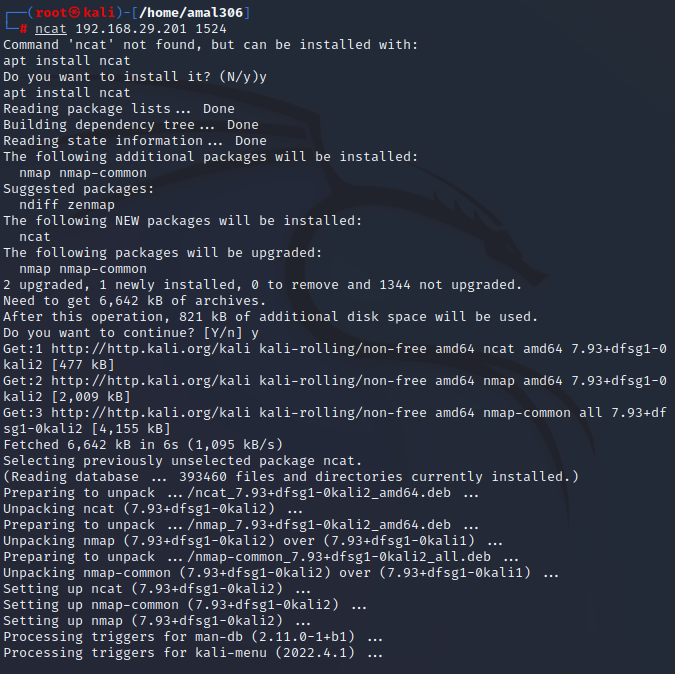 ┌──(root㉿kali)-[/home/amal306]
└─# ncat 192.168.29.201 1524
Command 'ncat' not found, but can be installed with:
apt install ncat
Do you want to install it? (N/y)y
apt install ncat
Reading package lists... Done
Building dependency tree... Done
Reading state information... Done
The following additional packages will be installed:
  nmap nmap-common
Suggested packages:
  ndiff zenmap
The following NEW packages will be installed:
  ncat
The following packages will be upgraded:
  nmap nmap-common
2 upgraded, 1 newly installed, 0 to remove and 1344 not upgraded.
Need to get 6,642 kB of archives.
After this operation, 821 kB of additional disk space will be used.
Do you want to continue? [Y/n] y
Get:1 http://http.kali.org/kali kali-rolling/non-free amd64 ncat amd64 7.93+dfsg1-0
kali2 [477 kB]
Get:2 http://http.kali.org/kali kali-rolling/non-free amd64 nmap amd64 7.93+dfsg1-0
kali2 [2,009 kB]
Get:3 http://http.kali.org/kali kali-rolling/non-free amd64 nmap-common all 7.93+df
sg1-0kali2 [4,155 kB]
Fetched 6,642 kB in 6s (1,095 kB/s)
Selecting previously unselected package ncat.
(Reading database ... 393460 files and directories currently installed.)
Preparing to unpack .../ncat_7.93+dfsg1-0kali2_amd64.deb ...
Unpacking ncat (7.93+dfsg1-0kali2) ...
Preparing to unpack .../nmap_7.93+dfsg1-0kali2_amd64.deb ...
Unpacking nmap (7.93+dfsg1-0kali2) over (7.93+dfsg1-0kali1) ...
Preparing to unpack .../nmap-common_7.93+dfsg1-0kali2_all.deb ...
Unpacking nmap-common (7.93+dfsg1-0kali2) over (7.93+dfsg1-0kali1) ...
Setting up ncat (7.93+dfsg1-0kali2) ...
Setting up nmap-common (7.93+dfsg1-0kali2) ...
Setting up nmap (7.93+dfsg1-0kali2) ...
Processing triggers for man-db (2.11.0-1+b1) ...
Processing triggers for kali-menu (2022.4.1) ...